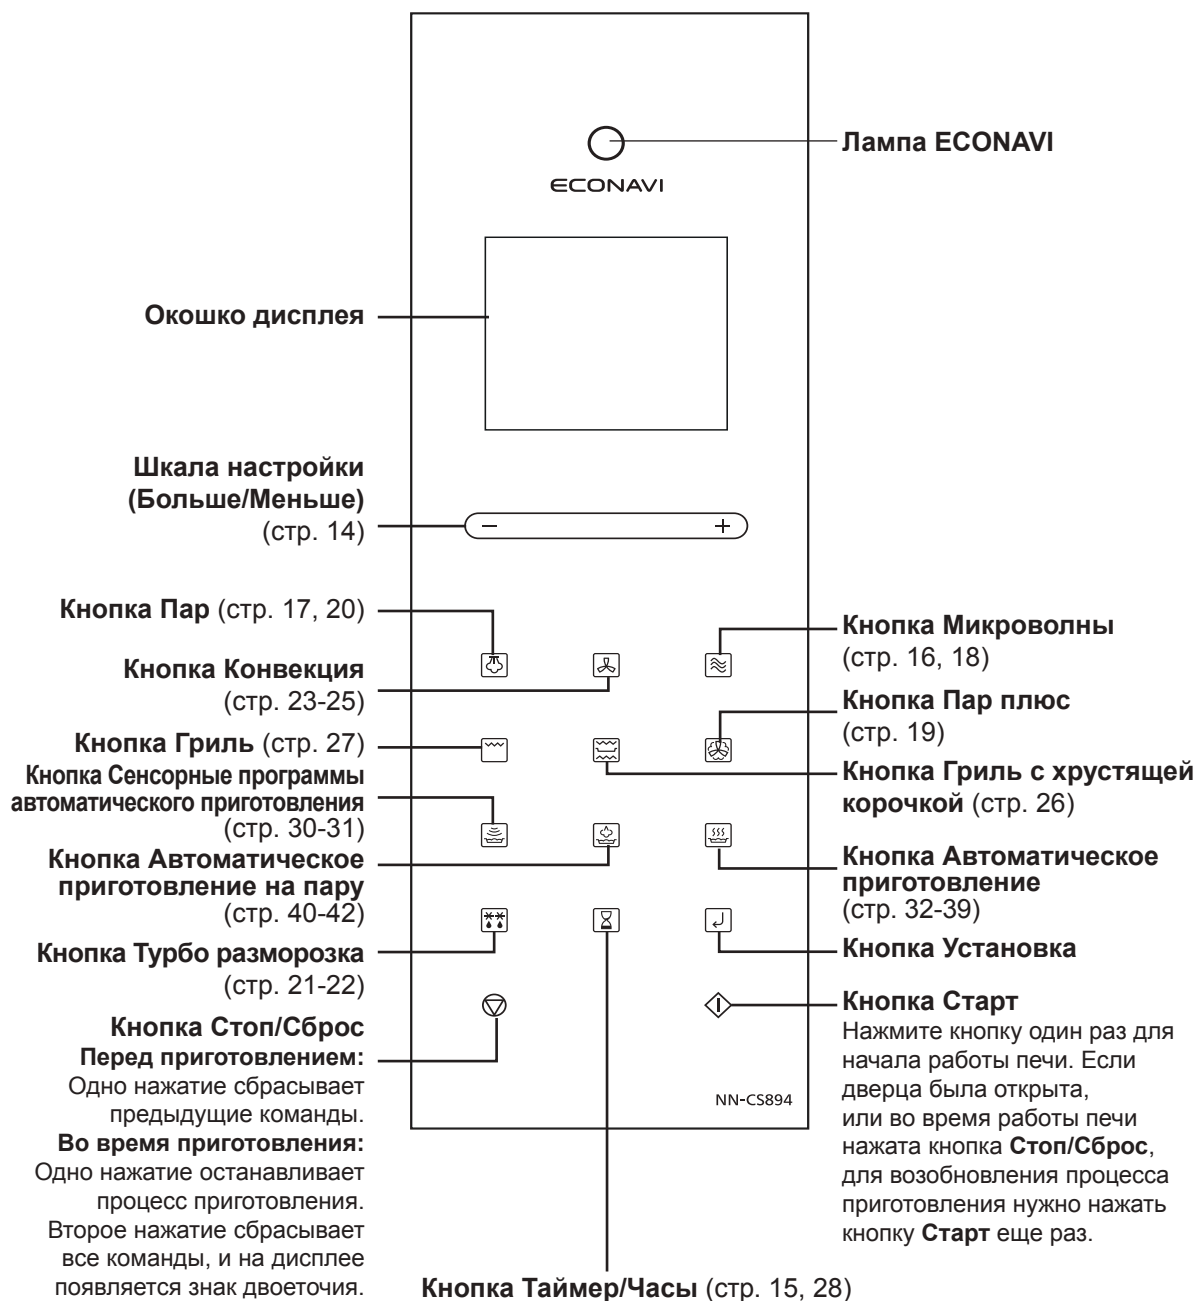 Лампа ECONAVI
ECONAVI
Окошко дисплея
Шкала настройки
(Больше/Меньше)
(стр. 14)
− +
Кнопка Пар (стр. 17, 20)
Кнопка Конвекция
(стр. 23-25)
Кнопка Гриль (стр. 27)
Кнопка Сенсорные программы
автоматического приготовления
(стр. 30-31)
Кнопка Автоматическое
приготовление на пару
(стр. 40-42)
Кнопка Турбо разморозка
(стр. 21-22)
Кнопка Стоп/Сброс
Перед приготовлением:
Одно нажатие сбрасывает
предыдущие команды.
Во время приготовления:
Одно нажатие останавливает
процесс приготовления.
Второе нажатие сбрасывает
все команды, и на дисплее
появляется знак двоеточия.
Кнопка Микроволны
(стр. 16, 18)
Кнопка Пар плюс
(стр. 19)
Кнопка Гриль с хрустящей
корочкой (стр. 26)
Кнопка Автоматическое
приготовление
(стр. 32-39)
Кнопка Установка
Кнопка Старт
Нажмите кнопку один раз для
начала работы печи. Если
дверца была открыта,
или во время работы печи
нажата кнопка Стоп/Сброс,
для возобновления процесса
приготовления нужно нажать
кнопку Старт еще раз.
NN-CS894
Кнопка Таймер/Часы (стр. 15, 28)